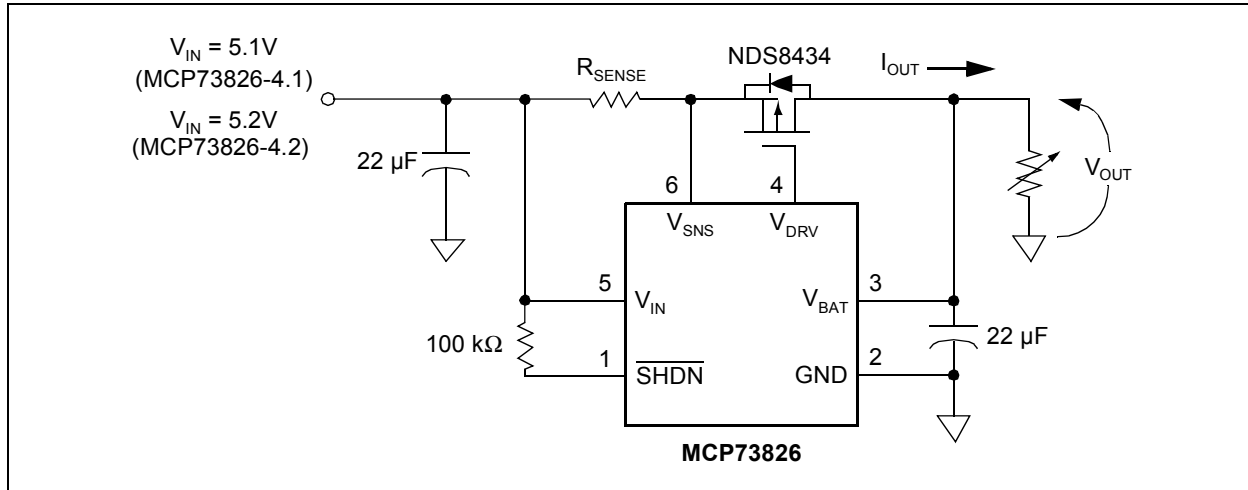 V_IN = 5.1V
(MCP73826-4.1)
V_IN = 5.2V
(MCP73826-4.2)
R_SENSE
NDS8434
I_OUT
22 µF
6
4
V_SNS
V_DRV
V_OUT
5
V_IN
V_BAT
3
100 kΩ
22 µF
1
SHDN
GND
2
MCP73826